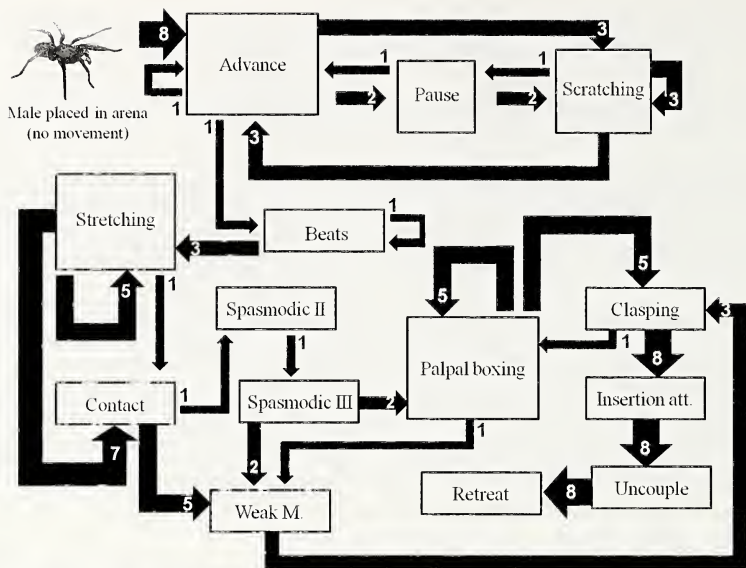 8
3
Advance
1
1
Pause
Scratching
2
2
3
1
Male placed in arena
(no movement)
1
3
Stretching
1
Beats
3
5
5
5
1
Spasmodic II
Clasping
3
1
1
8
Palpal boxing
Contact
1
Spasmodic III
2
Insertion att.
7
2
1
8
5
Weak M.
Retreat
8
Uncouple